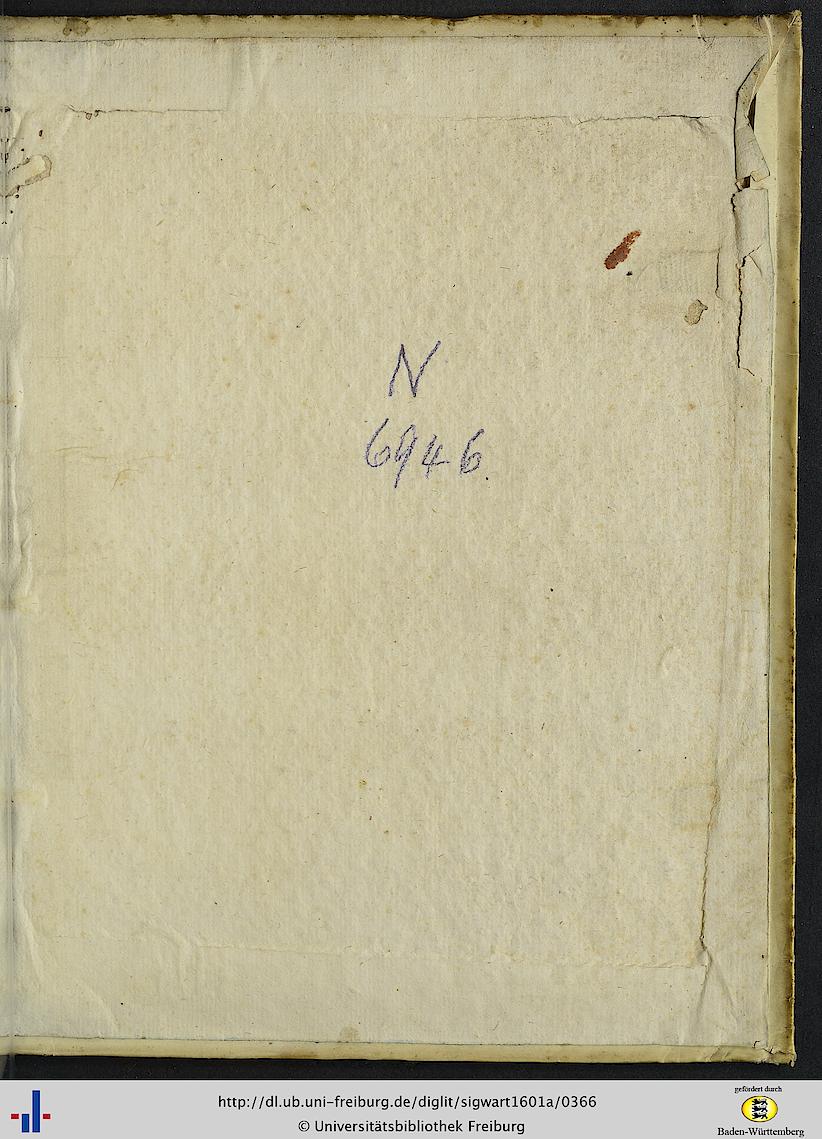 N
6946.
http://dl.ub.uni-freiburg.de/diglit/sigwart1601a/0366
© Universitätsbibliothek Freiburg
gefördert durch
Baden-Württemberg